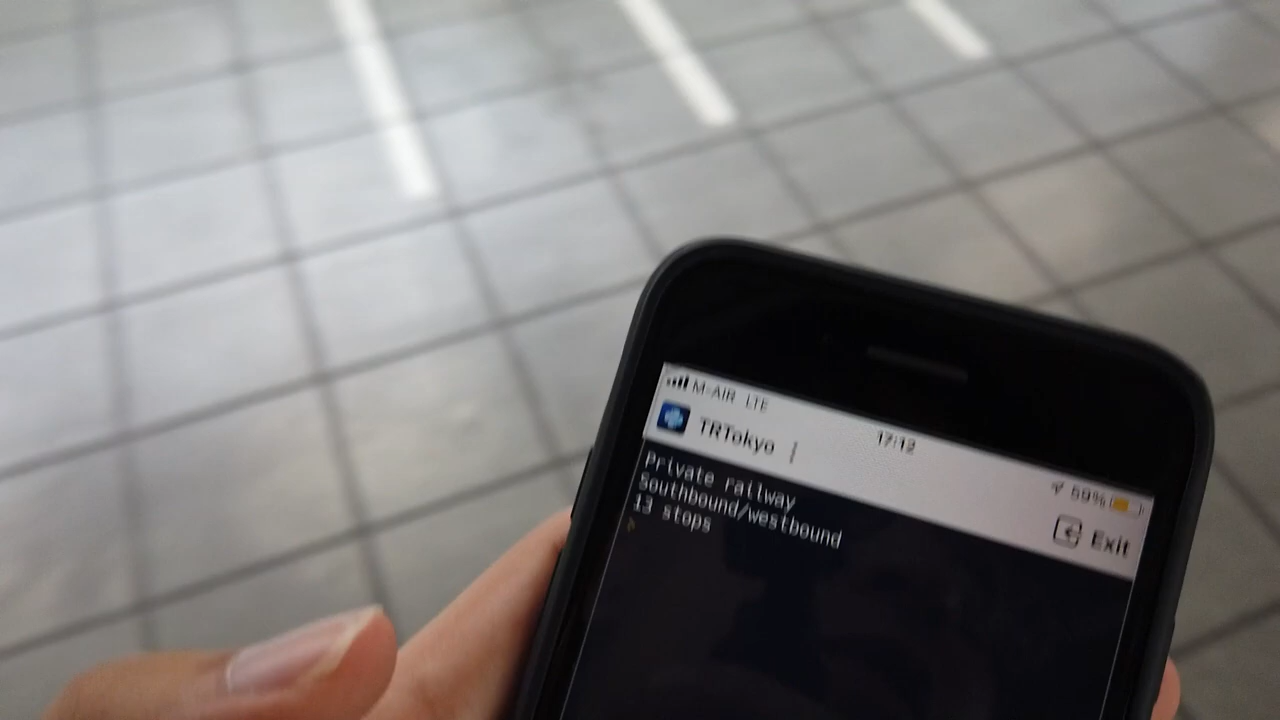 M-AIR LTE
17:12
59%
TRTokyo
Exit
Private railway
Southbound/westbound
13 stops